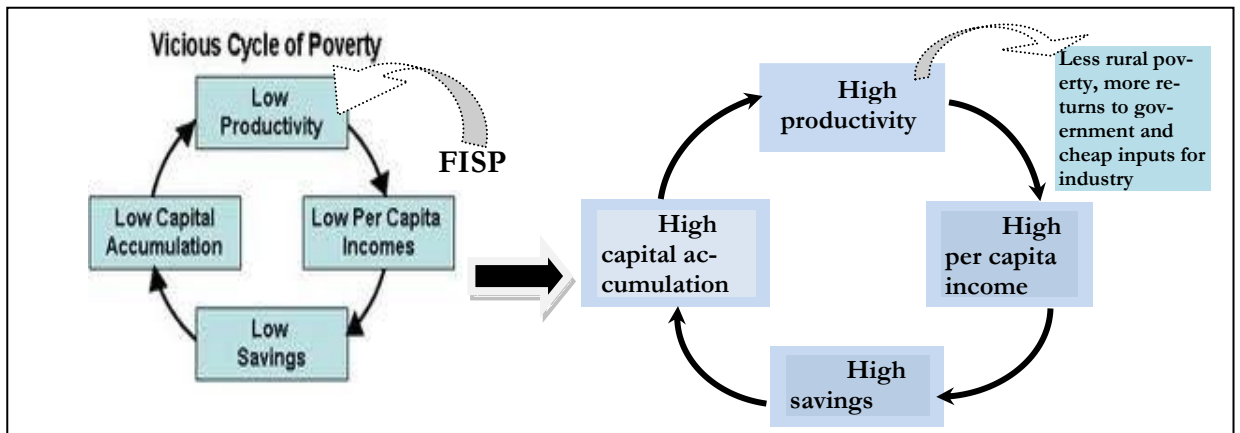 Vicious Cycle of Poverty
Low
Productivity
FISP
Low Capital
Accumulation
Low Per Capita
Incomes
Low
Savings
High
productivity
Less rural pov-
erty, more re-
turns to gov-
ernment and
cheap inputs for
industry
High
capital ac-
cumulation
High
per capita
income
High
savings